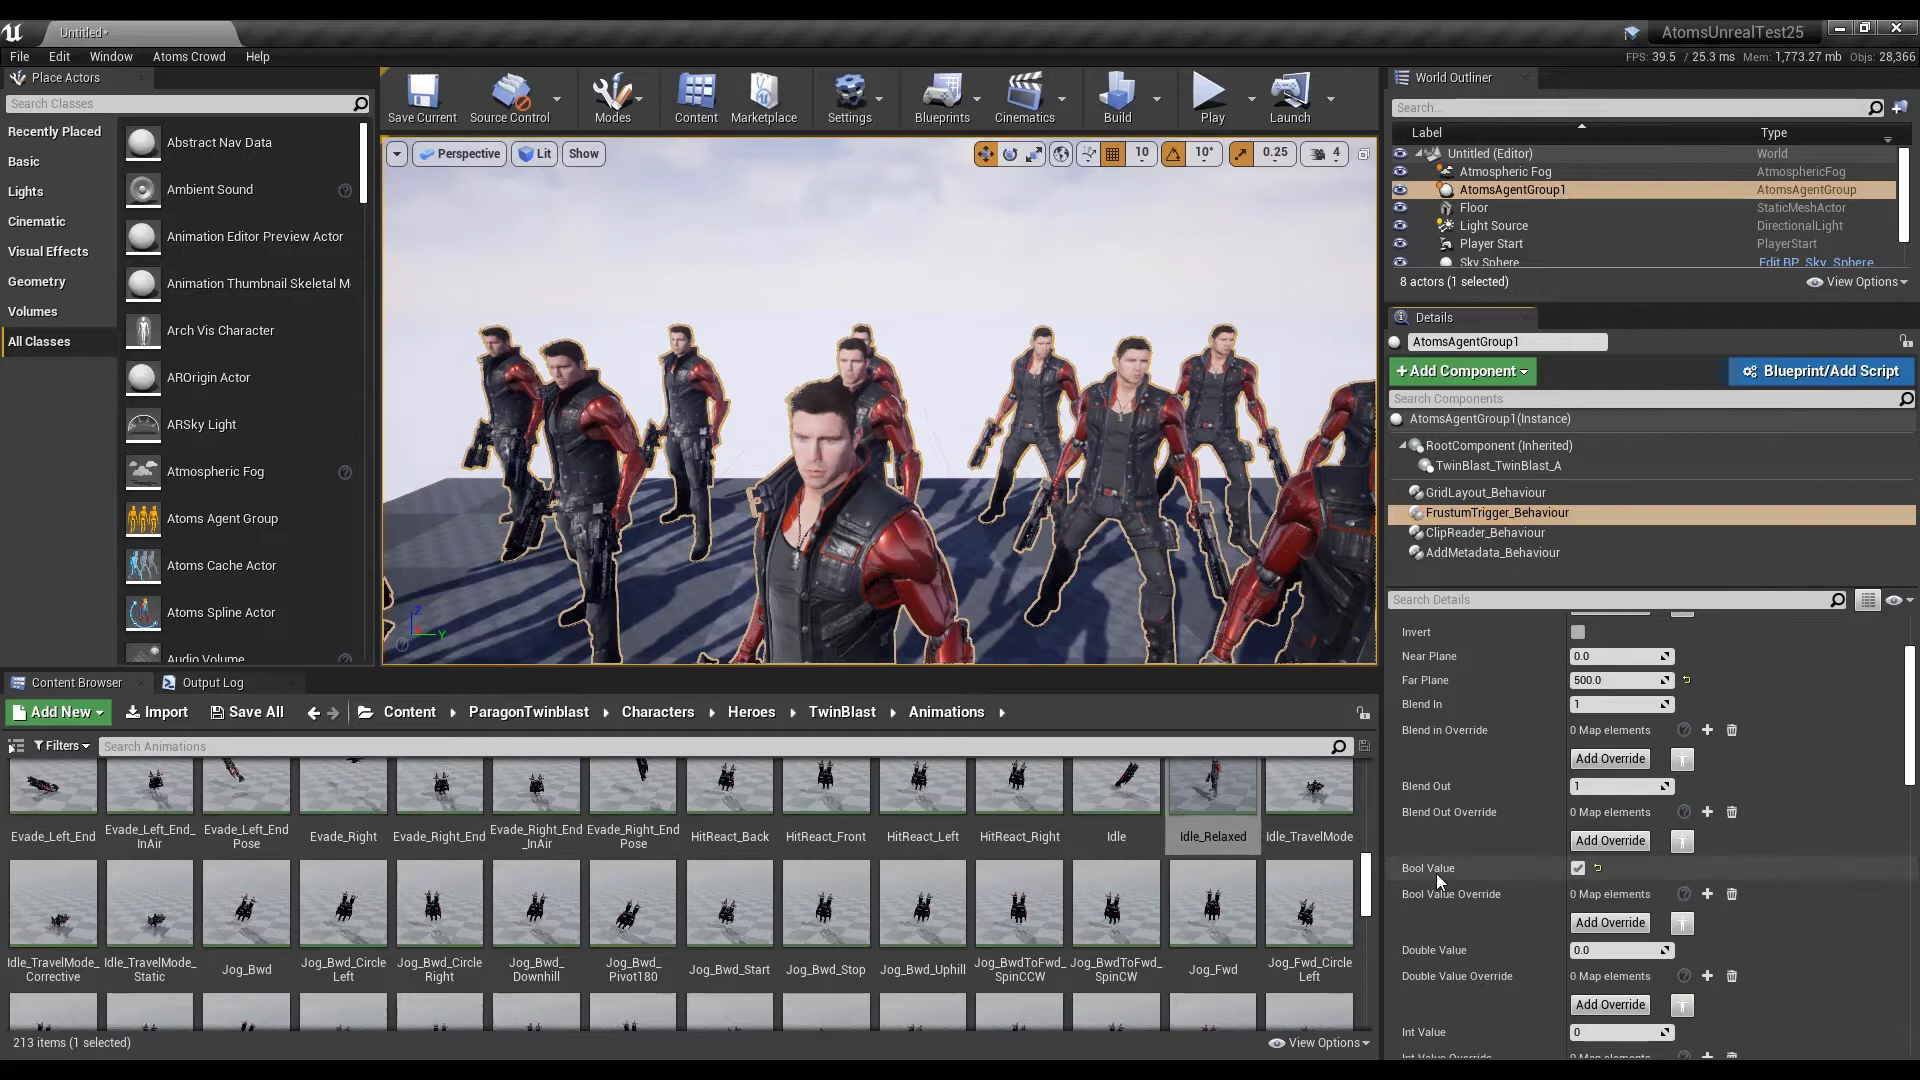 Untitled*
AtomsUnrealTest25
File Edit Window Atoms Crowd Help
FPS: 39.5 / 25.3 ms Mem: 1,773.27 mb Objs: 28,366
Place Actors
Search Classes
Recently Placed
Basic
Lights
Cinematic
Visual Effects
Geometry
Volumes
All Classes
Abstract Nav Data
Ambient Sound
Animation Editor Preview Actor
Animation Thumbnail Skeletal M
Arch Vis Character
AROrigin Actor
ARSky Light
Atmospheric Fog
Atoms Agent Group
Atoms Cache Actor
Atoms Spline Actor
Audio Volume
Save Current Source Control Modes Content Marketplace Settings Blueprints Cinematics Build Play Launch
Perspective Lit Show 10 10° 0.25 4
Z
Y
World Outliner
Search...
Label Type
Untitled (Editor) World
Atmospheric Fog AtmosphericFog
AtomsAgentGroup1 AtomsAgentGroup
Floor StaticMeshActor
Light Source DirectionalLight
Player Start PlayerStart
Sky Sphere Edit BP_Sky_Sphere
8 actors (1 selected) View Options
Details
AtomsAgentGroup1
+Add Component Blueprint/Add Script
Search Components
AtomsAgentGroup1(Instance)
RootComponent (Inherited)
TwinBlast_TwinBlast_A
GridLayout_Behaviour
FrustumTrigger_Behaviour
ClipReader_Behaviour
AddMetadata_Behaviour
Search Details
Invert
Near Plane 0.0
Far Plane 500.0
Blend In 1
Blend in Override 0 Map elements
Add Override
Blend Out 1
Blend Out Override 0 Map elements
Add Override
Bool Value
Bool Value Override 0 Map elements
Add Override
Double Value 0.0
Double Value Override 0 Map elements
Add Override
Int Value 0
Int Value Override 0 Map elements
Content Browser Output Log
Add New Import Save All Content ParagonTwinblast Characters Heroes TwinBlast Animations
Filters Search Animations
Evade_Left_End
Evade_Left_End_
InAir
Evade_Left_End
Pose
Evade_Right
Evade_Right_End
Evade_Right_End
_InAir
Evade_Right_End
Pose
HitReact_Back
HitReact_Front
HitReact_Left
HitReact_Right
Idle
Idle_Relaxed
Idle_TravelMode
Idle_TravelMode_
Corrective
Idle_TravelMode_
Static
Jog_Bwd
Jog_Bwd_Circle
Left
Jog_Bwd_Circle
Right
Jog_Bwd_
Downhill
Jog_Bwd_
Pivot180
Jog_Bwd_Start
Jog_Bwd_Stop
Jog_Bwd_Uphill
Jog_BwdToFwd_
SpinCCW
Jog_BwdToFwd_
SpinCW
Jog_Fwd
Jog_Fwd_Circle
Left
213 items (1 selected) View Options